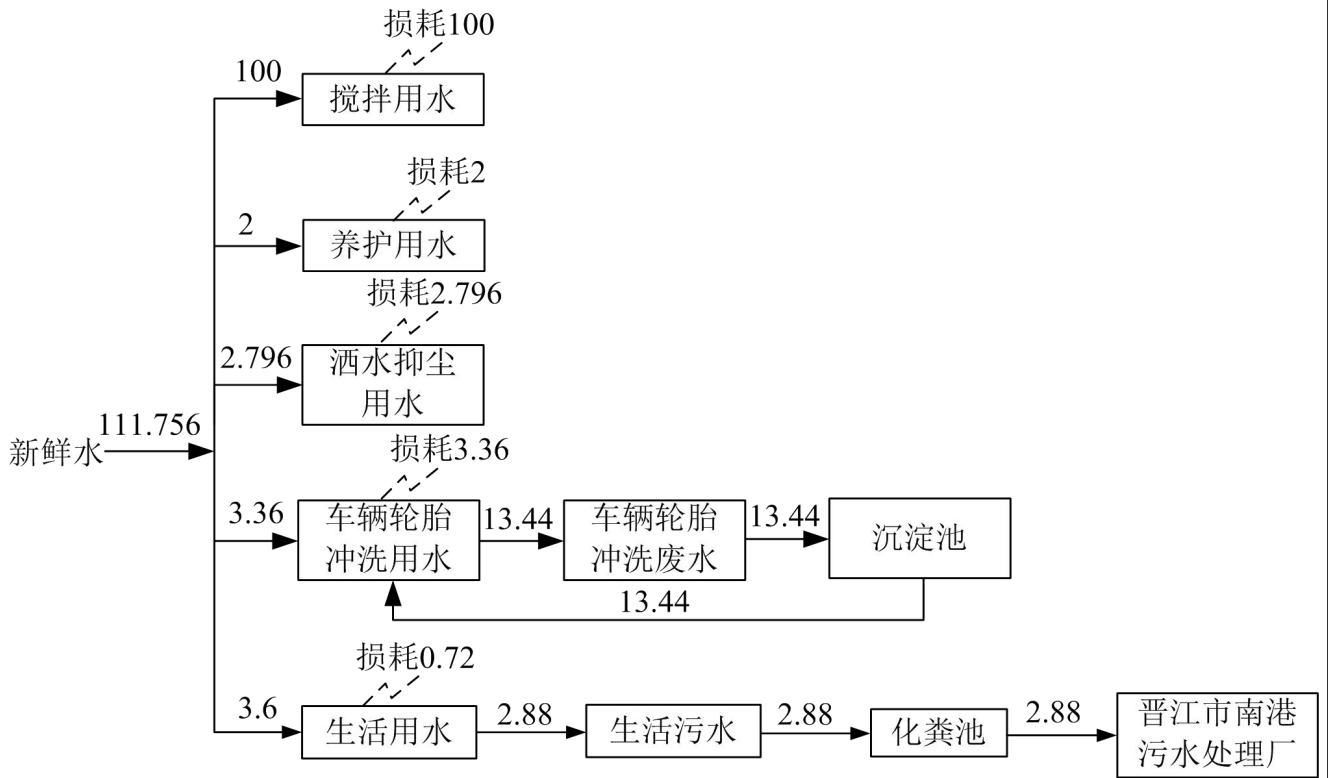 损耗100
100
搅拌用水
损耗2
2
养护用水
损耗2.796
2.796
洒水抑尘
用水
111.756
新鲜水
损耗3.36
3.36
车辆轮胎
冲洗用水
13.44
车辆轮胎
冲洗废水
13.44
沉淀池
13.44
损耗0.72
3.6
生活用水
2.88
生活污水
2.88
化粪池
2.88
晋江市南港
污水处理厂